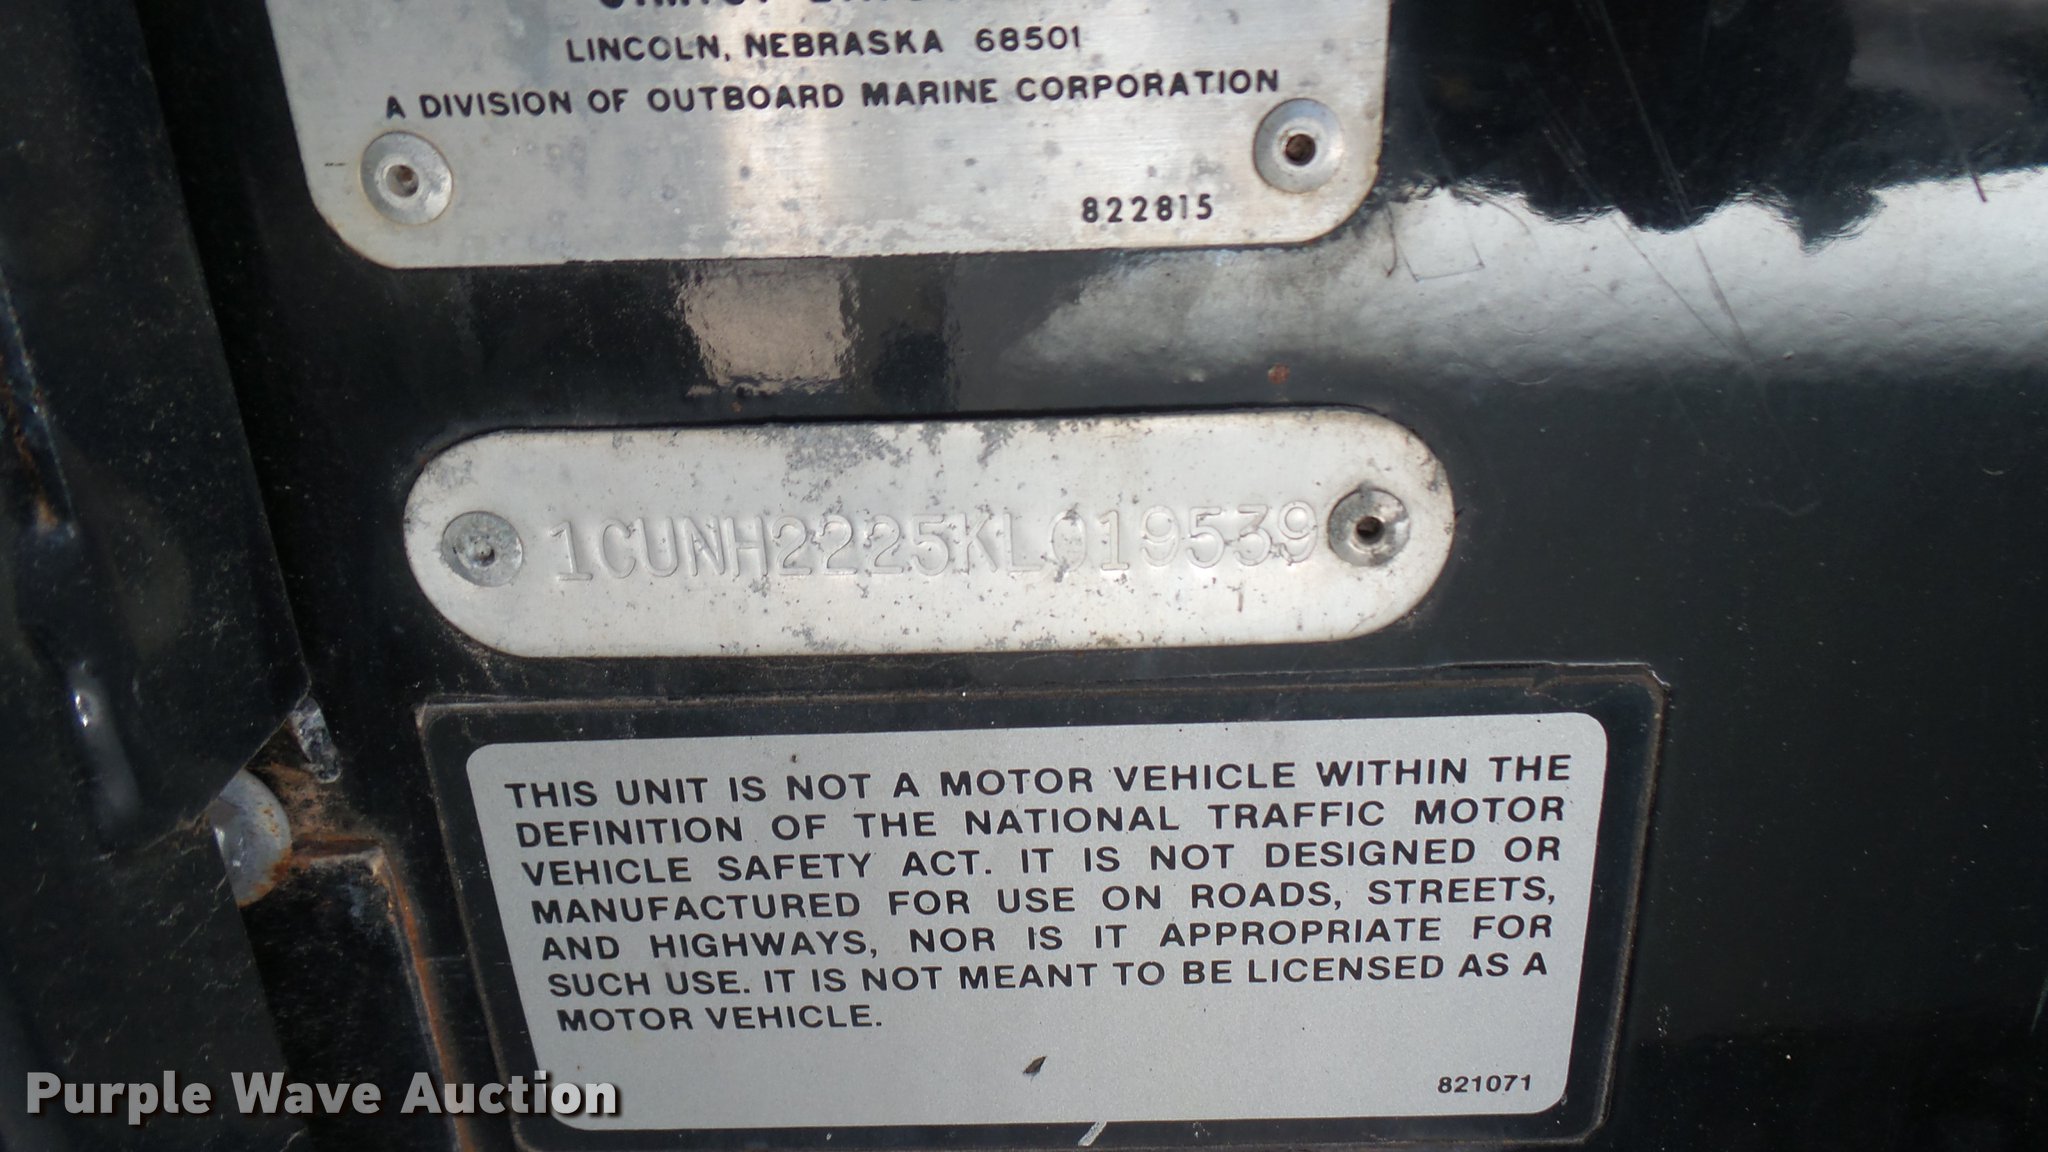 LINCOLN, NEBRASKA 68501
A DIVISION OF OUTBOARD MARINE CORPORATION
822815
1CUNH2225KL019539
THIS UNIT IS NOT A MOTOR VEHICLE WITHIN THE
DEFINITION OF THE NATIONAL TRAFFIC MOTOR
VEHICLE SAFETY ACT. IT IS NOT DESIGNED OR
MANUFACTURED FOR USE ON ROADS, STREETS,
AND HIGHWAYS, NOR IS IT APPROPRIATE FOR
SUCH USE. IT IS NOT MEANT TO BE LICENSED AS A
MOTOR VEHICLE.
821071
Purple Wave Auction